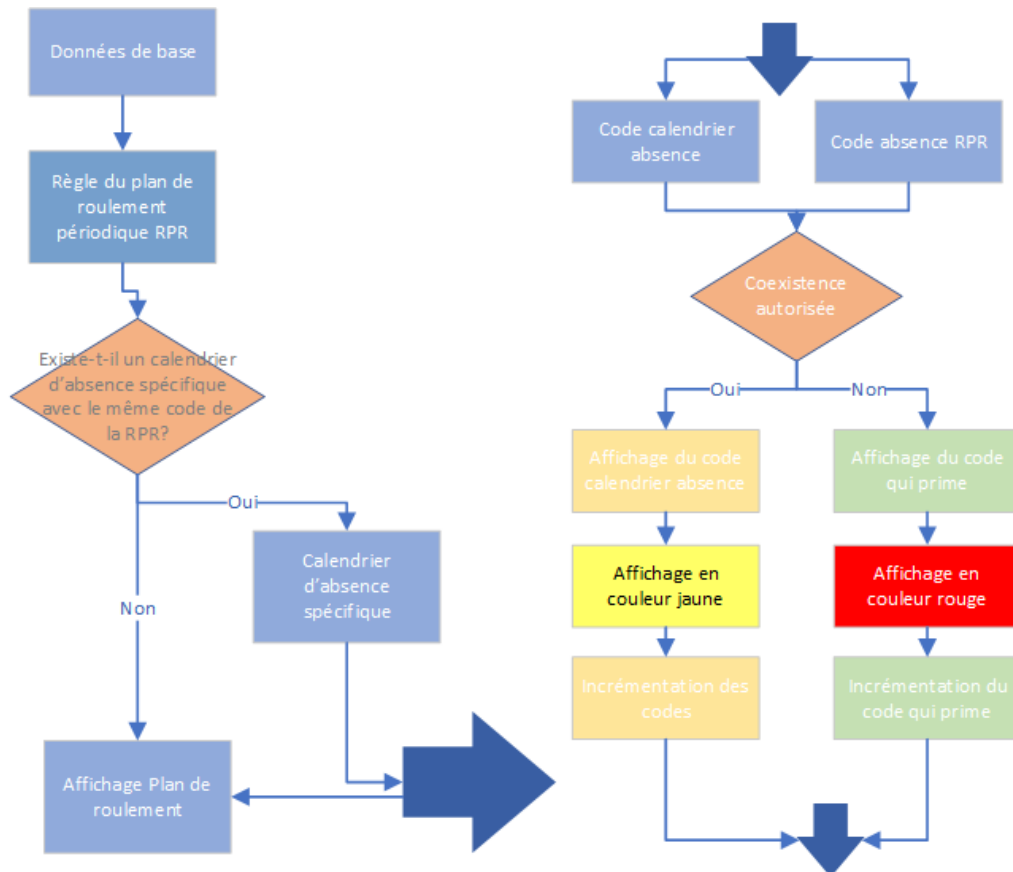 Données de base
Règle du plan de
roulement
périodique RPR
Existe-t-il un calendrier
d’absence spécifique
avec le même code de
la RPR?
Oui
Non
Calendrier
d’absence
spécifique
Affichage Plan de
roulement
Code calendrier
absence
Code absence RPR
Coexistence
autorisée
Oui
Non
Affichage du code
calendrier absence
Affichage du code
qui prime
Affichage en
couleur jaune
Affichage en
couleur rouge
Incrémentation des
codes
Incrémentation du
code qui prime